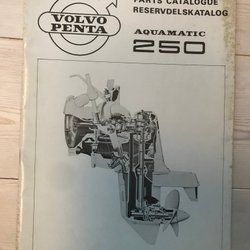 PARTS CATALOGUE
RESERVDELSKATALOG
VOLVO
PENTA
AQUAMATIC
250